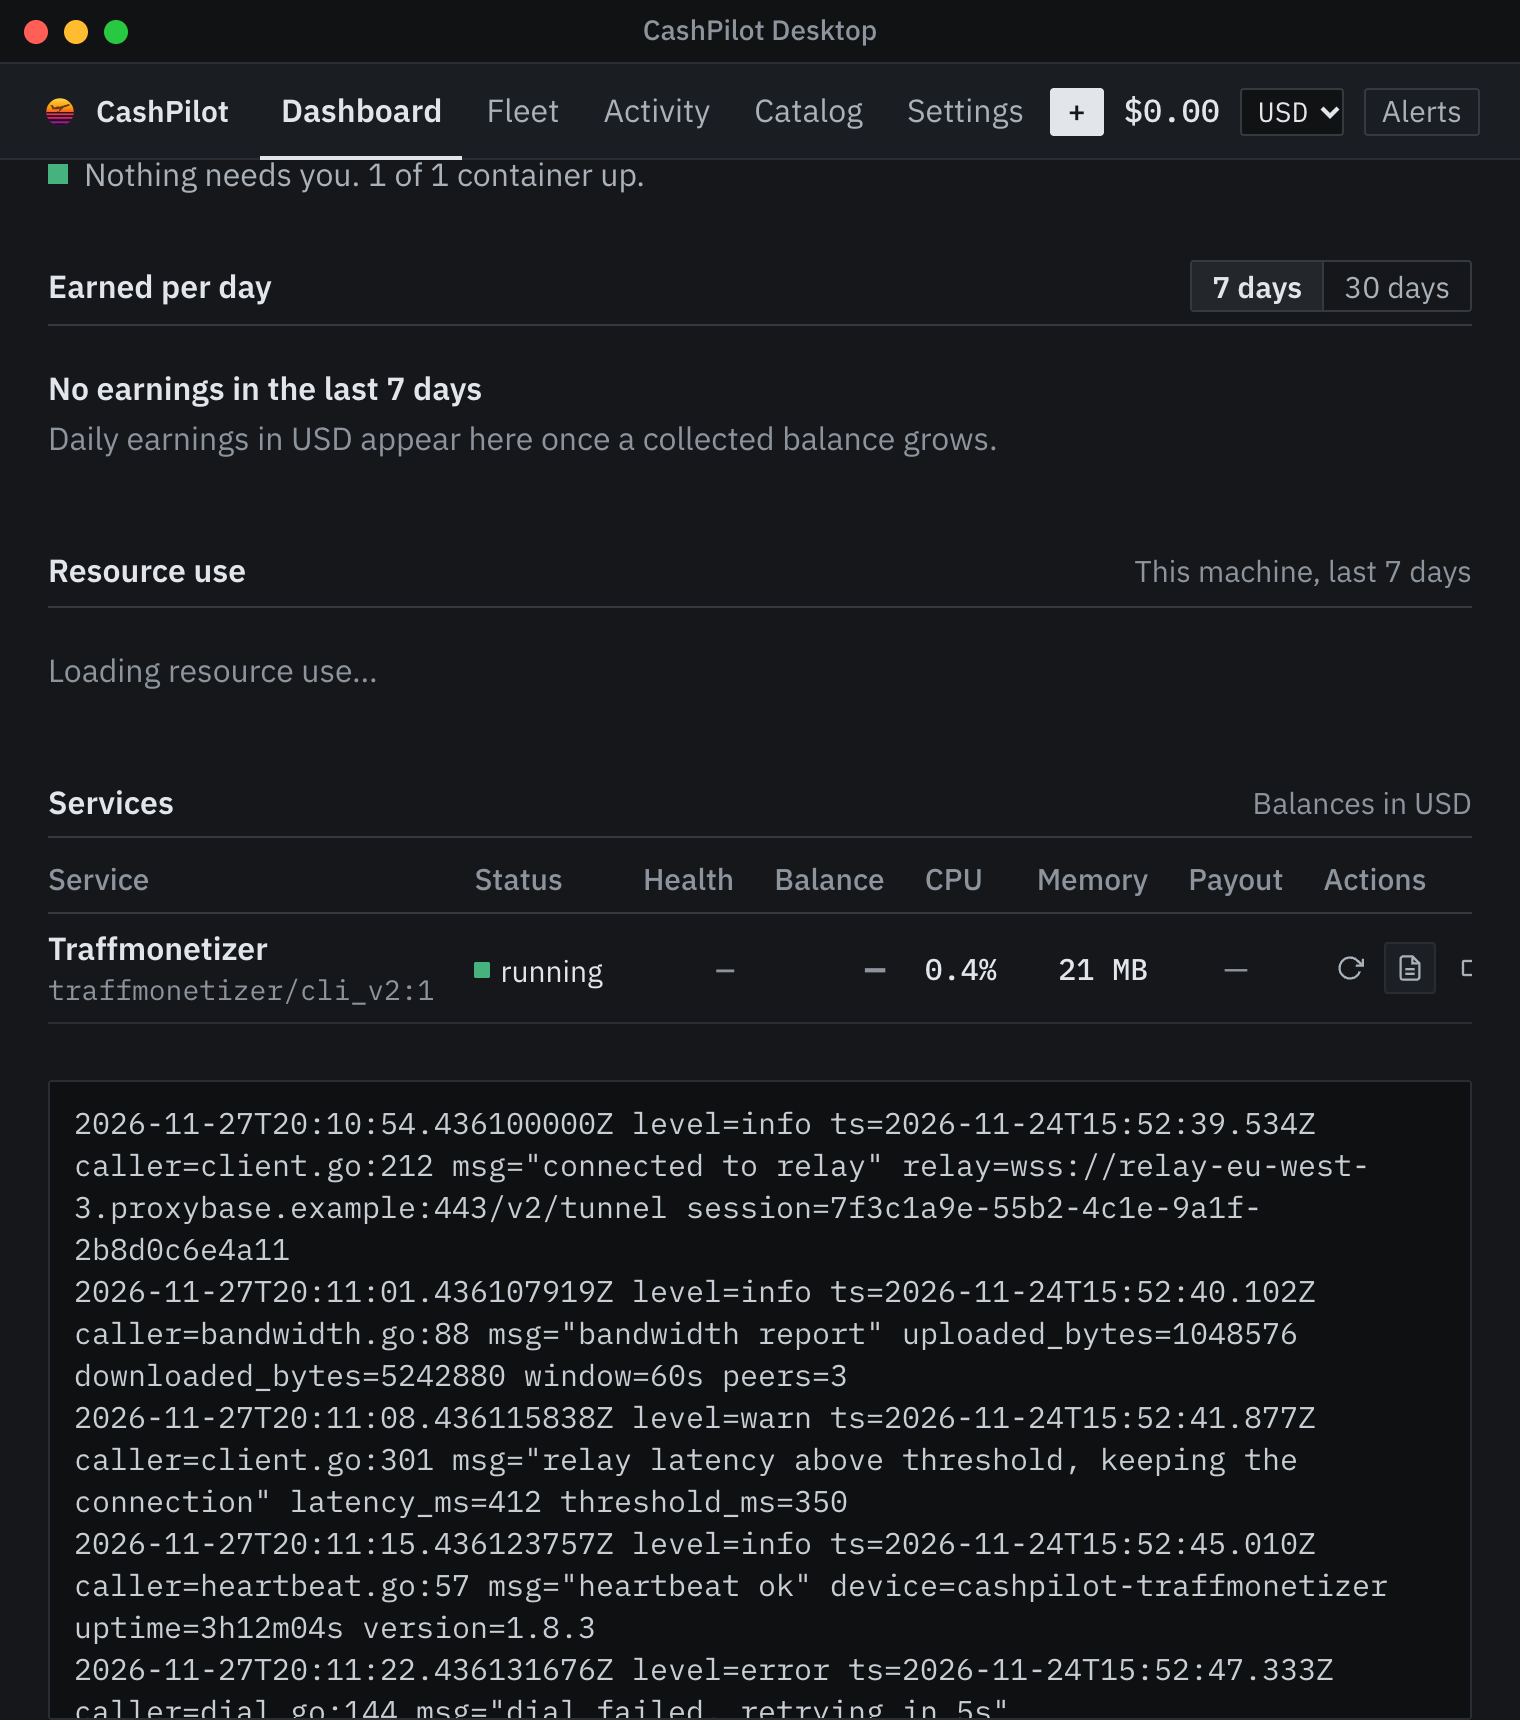 CashPilot Desktop
CashPilot Dashboard Fleet Activity Catalog Settings + $0.00 USD Alerts
Nothing needs you. 1 of 1 container up.
Earned per day 7 days 30 days
No earnings in the last 7 days
Daily earnings in USD appear here once a collected balance grows.
Resource use This machine, last 7 days
Loading resource use...
Services Balances in USD
Service Status Health Balance CPU Memory Payout Actions
Traffmonetizer
running – – 0.4% 21 MB —
traffmonetizer/cli_v2:1
2026-11-27T20:10:54.436100000Z level=info ts=2026-11-24T15:52:39.534Z
caller=client.go:212 msg="connected to relay" relay=wss://relay-eu-west-
3.proxybase.example:443/v2/tunnel session=7f3c1a9e-55b2-4c1e-9a1f-
2b8d0c6e4a11
2026-11-27T20:11:01.436107919Z level=info ts=2026-11-24T15:52:40.102Z
caller=bandwidth.go:88 msg="bandwidth report" uploaded_bytes=1048576
downloaded_bytes=5242880 window=60s peers=3
2026-11-27T20:11:08.436115838Z level=warn ts=2026-11-24T15:52:41.877Z
caller=client.go:301 msg="relay latency above threshold, keeping the
connection" latency_ms=412 threshold_ms=350
2026-11-27T20:11:15.436123757Z level=info ts=2026-11-24T15:52:45.010Z
caller=heartbeat.go:57 msg="heartbeat ok" device=cashpilot-traffmonetizer
uptime=3h12m04s version=1.8.3
2026-11-27T20:11:22.436131676Z level=error ts=2026-11-24T15:52:47.333Z
caller=dial.go:144 msg="dial failed, retrying in 5s"